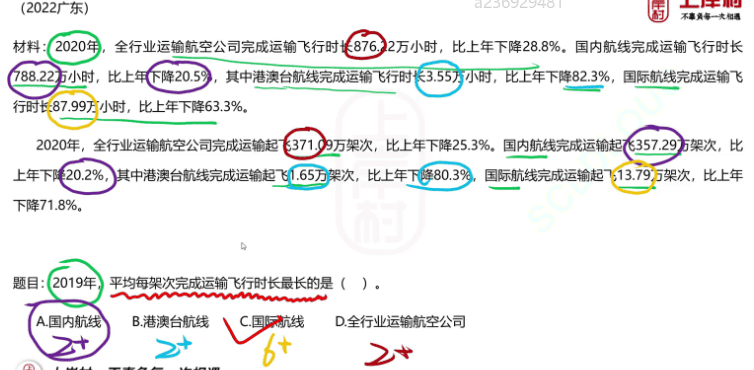 （2022广东）
a236929481
上岸村
不辜负每一次相遇
材料：2020年，全行业运输航空公司完成运输飞行时长876.22万小时，比上年下降28.8%。国内航线完成运输飞行时长
788.22万小时，比上年下降20.5%，其中港澳台航线完成运输飞行时长3.55万小时，比上年下降82.3%，国际航线完成运输飞
行时长87.99万小时，比上年下降63.3%。
2020年，全行业运输航空公司完成运输起飞371.09万架次，比上年下降25.3%。国内航线完成运输起飞357.29万架次，比
上年下降20.2%，其中港澳台航线完成运输起飞1.65万架次，比上年下降80.3%，国际航线完成运输起飞13.79万架次，比上年
下降71.8%。
上岸村
题目：2019年，平均每架次完成运输飞行时长最长的是（ ）。
A.国内航线 B.港澳台航线 C.国际航线 D.全行业运输航空公司
2+ 2+ 6+ 2+